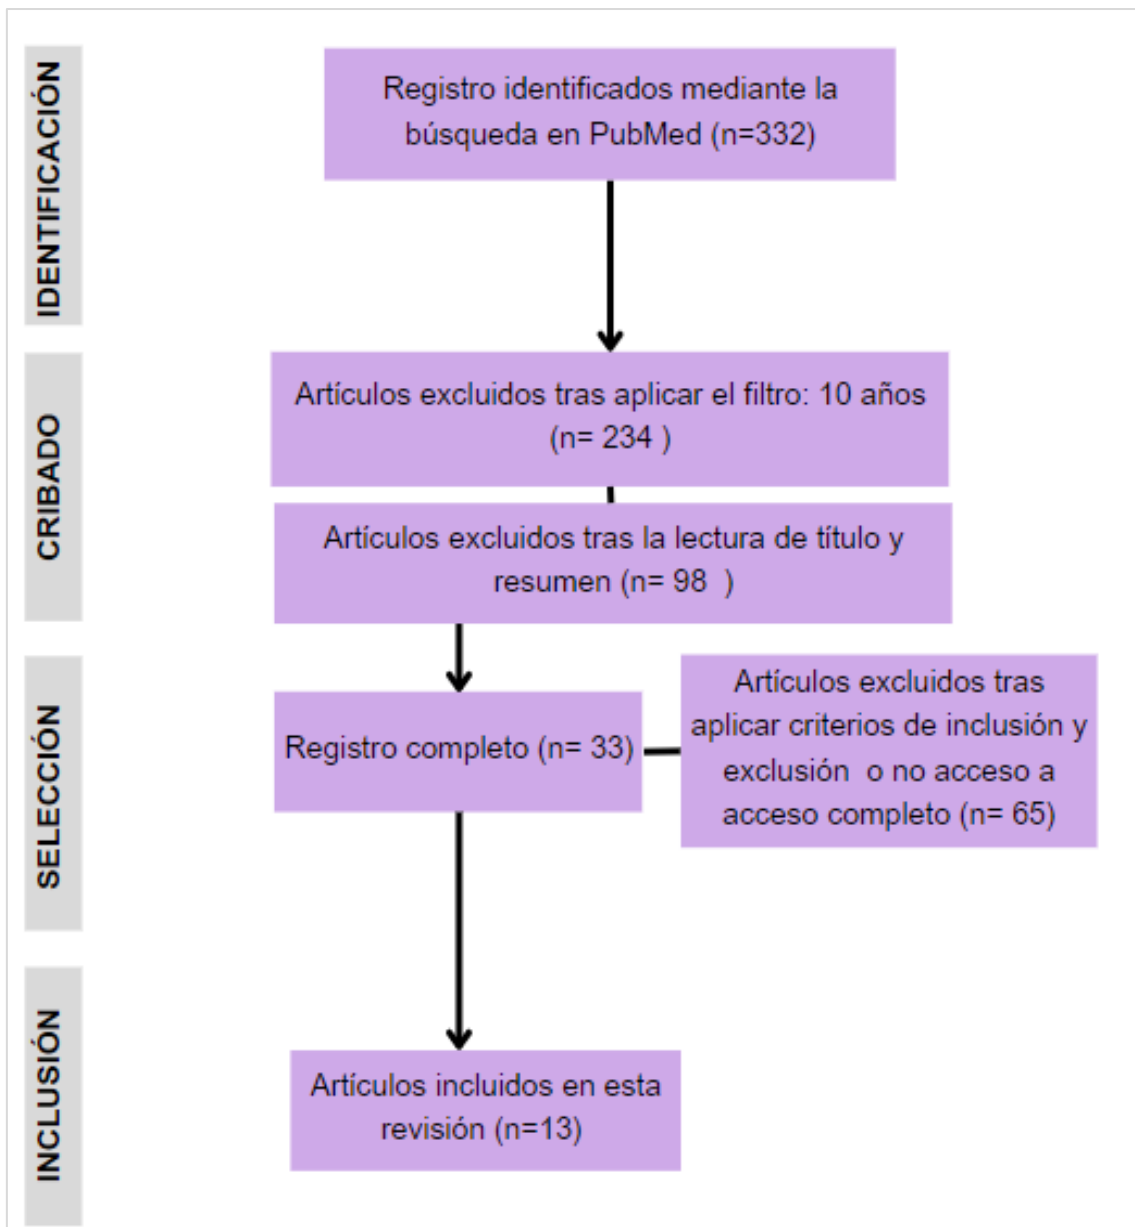 IDENTIFICACIÓN
Registro identificados mediante la
búsqueda en PubMed (n=332)
CRIBADO
Artículos excluidos tras aplicar el filtro: 10 años
(n= 234 )
Artículos excluidos tras la lectura de título y
resumen (n= 98  )
SELECCIÓN
Registro completo (n= 33)
Artículos excluidos tras
aplicar criterios de inclusión y
exclusión  o no acceso a
acceso completo (n= 65)
INCLUSIÓN
Artículos incluidos en esta
revisión (n=13)